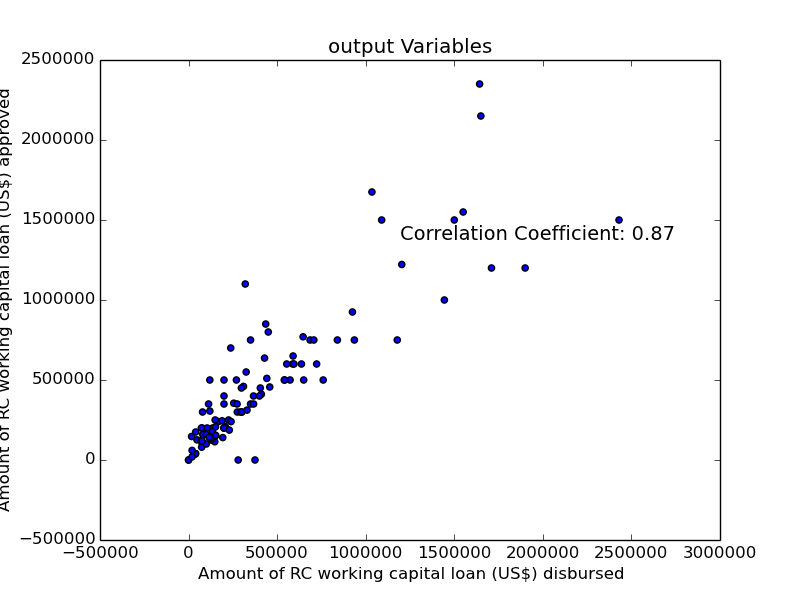 output Variables
2500000
2000000
1500000
1000000
500000
0
−500000
Amount of RC working capital loan (US$) approved
Correlation Coefficient: 0.87
−500000 0 500000 1000000 1500000 2000000 2500000 3000000
Amount of RC working capital loan (US$) disbursed